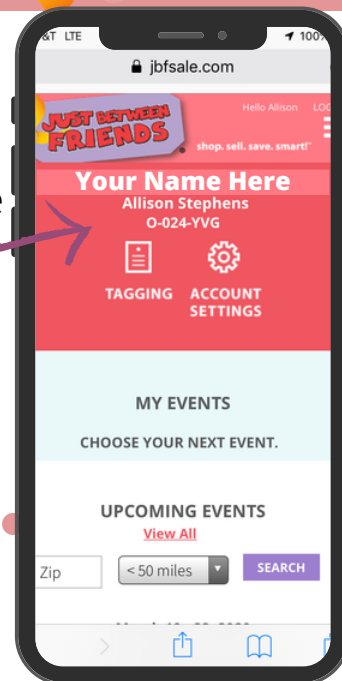 &T LTE 100%
jbfsale.com
Hello Allison LOG
JUST BETWEEN
FRIENDS
shop. sell. save. smart!™
Your Name Here
Allison Stephens
O-024-YVG
TAGGING ACCOUNT
SETTINGS
MY EVENTS
CHOOSE YOUR NEXT EVENT.
UPCOMING EVENTS
View All
Zip < 50 miles SEARCH